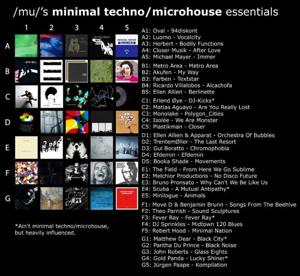 /mu/'s minimal techno/microhouse essentials
1 2 3 4 5
A
B
C
D
E
F
G
A1: Oval - 94diskont
A2: Luomo - Vocalcity
A3: Herbert - Bodily Functions
A4: Closer Musik - After Love
A5: Michael Mayer - Immer
B1: Metro Area - Metro Area
B2: Akufen - My Way
B3: Farben - Textstar
B4: Ricardo Villalobos - Alcachofa
B5: Ellen Allien - Berlinette
C1: Erlend Øye - DJ-Kicks*
C2: Matias Aguayo - Are You Really Lost
C3: Monolake - Polygon_Cities
C4: Isolée - We Are Monster
C5: Plastikman - Closer
D1: Ellen Allien & Apparat - Orchestra Of Bubbles
D2: Trentemøller - The Last Resort
D3: Gui Boratto - Chromophobia
D4: Efdemin - Efdemin
D5: Booka Shade - Movements
E1: The Field - From Here We Go Sublime
E2: Melchior Productions - No Disco Future
E3: Bruno Pronsato - Why Can't We Be Like Us
E4: Scuba - A Mutual Antipathy*
E5: Minilogue - Animals
F1: Move D & Benjamin Brunn - Songs From The Beehive
F2: Theo Parrish - Sound Sculptures
F3: Fever Ray - Fever Ray*
F4: DJ Sprinkles - Midtown 120 Blues
F5: Robert Hood - Minimal Nation
G1: Matthew Dear - Black City*
G2: Pantha Du Prince - Black Noise
G3: John Roberts - Glass Eights
G4: Gold Panda - Lucky Shiner*
G5: Jürgen Paape - Kompilation
*Ain't minimal techno/microhouse,
but heavily influenced.